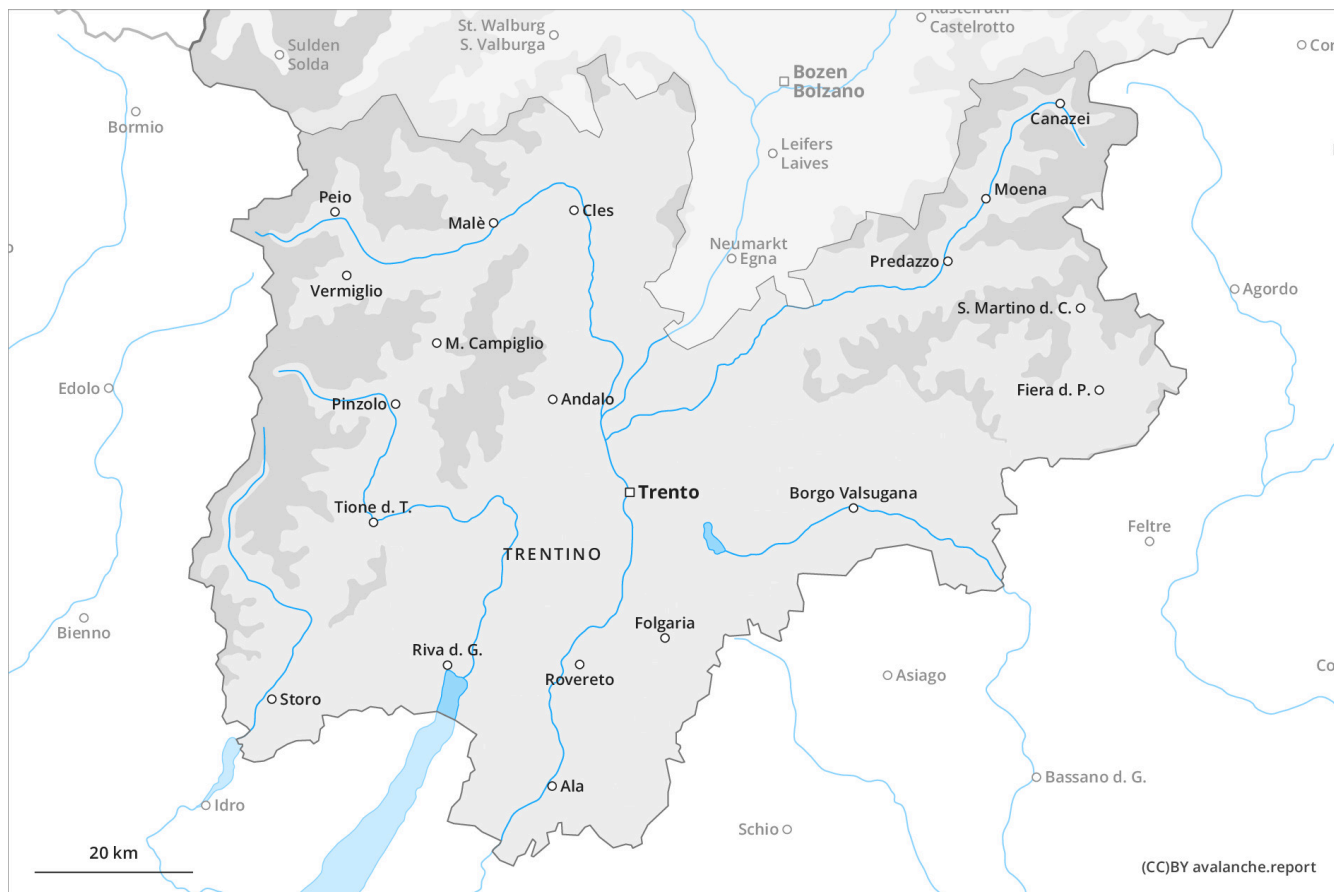 St. Walburg
S. Valburga
Castelrotto
Sulden
Solda
Bozen
Bolzano
Bormio
Canazei
Leifers
Laives
Peio
Malè
Cles
Moena
Neumarkt
Egna
Predazzo
Vermiglio
Agordo
S. Martino d. C.
M. Campiglio
Edolo
Pinzolo
Andalo
Fiera d. P.
Trento
Borgo Valsugana
Tione d. T.
Feltre
TRENTINO
Bienno
Folgaria
Riva d. G.
Rovereto
Asiago
Storo
Bassano d. G.
Ala
Idro
Schio
20 km
(CC)BY avalanche.report